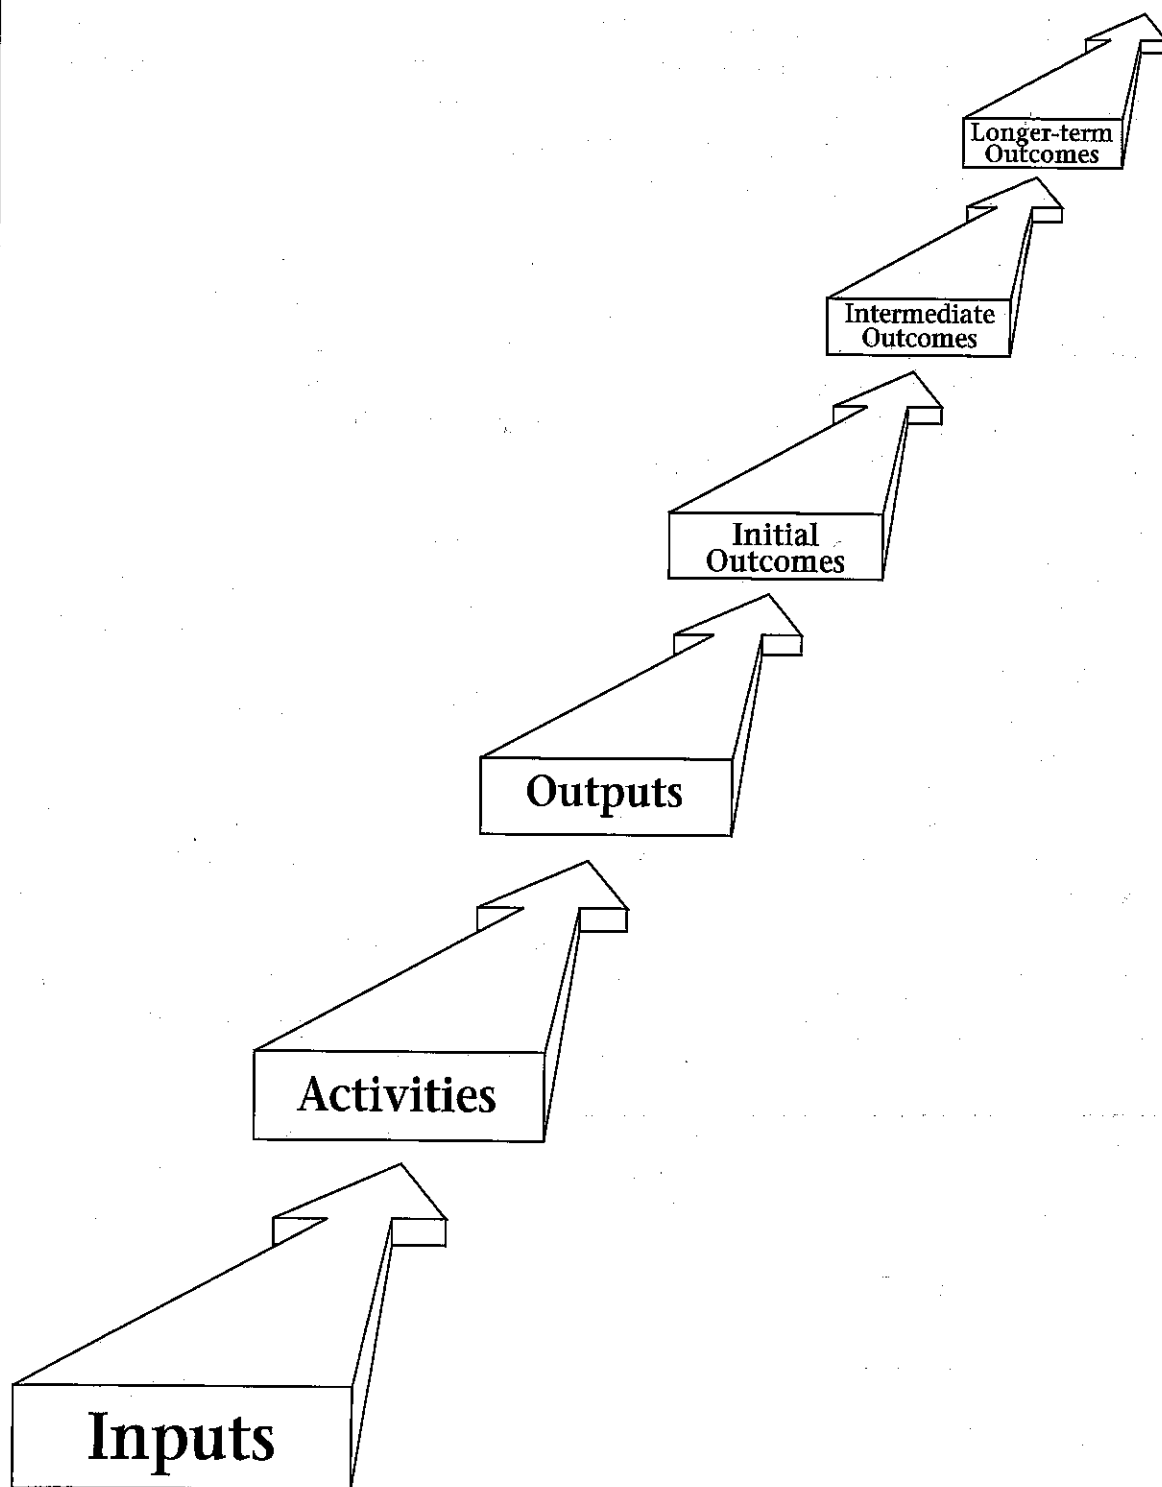 Longer-term
Outcomes
Intermediate
Outcomes
Initial
Outcomes
Outputs
Activities
Inputs